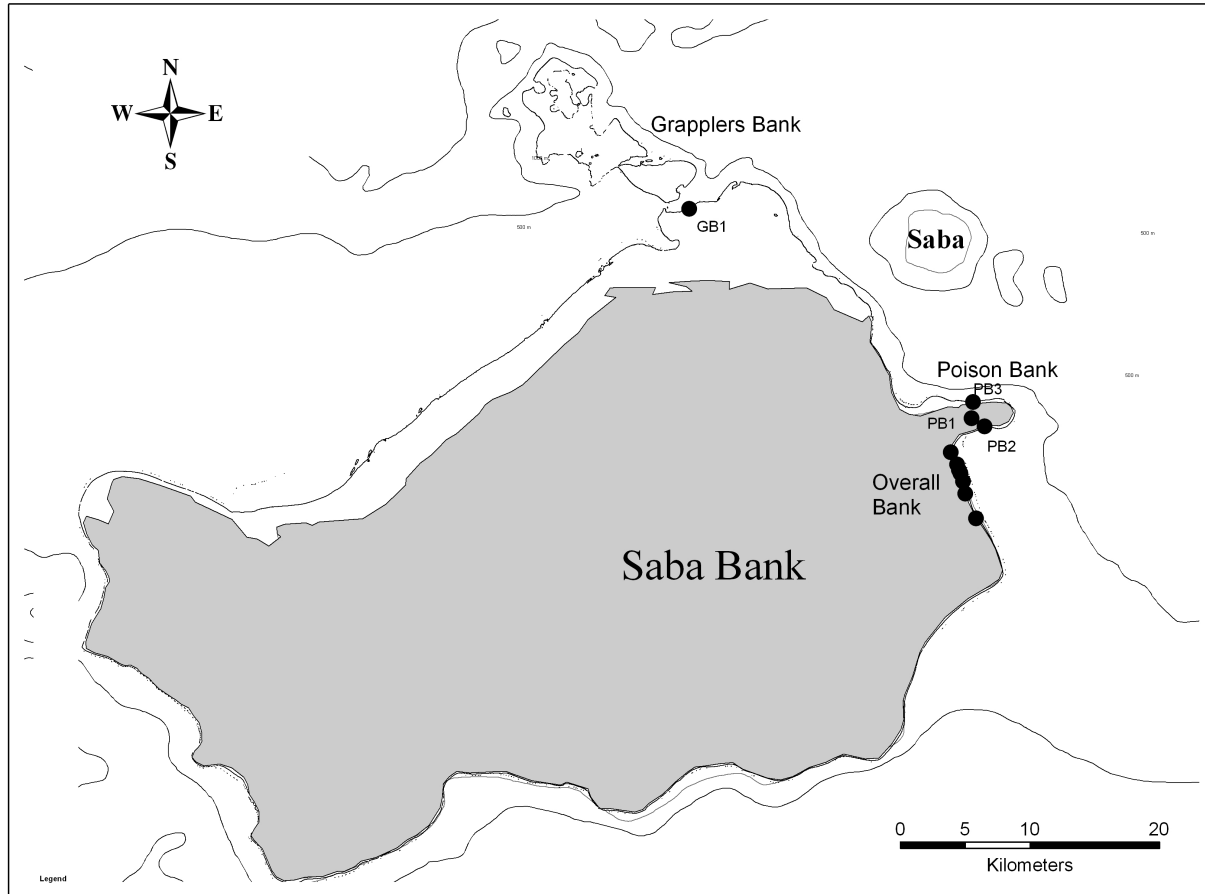 N
W E
S
Grapplers Bank
500 m
GB1
Saba
500 m
Poison Bank
500 m
PB3
PB1
PB2
Overall
Bank
Saba Bank
0 5 10 20
Kilometers
Legend